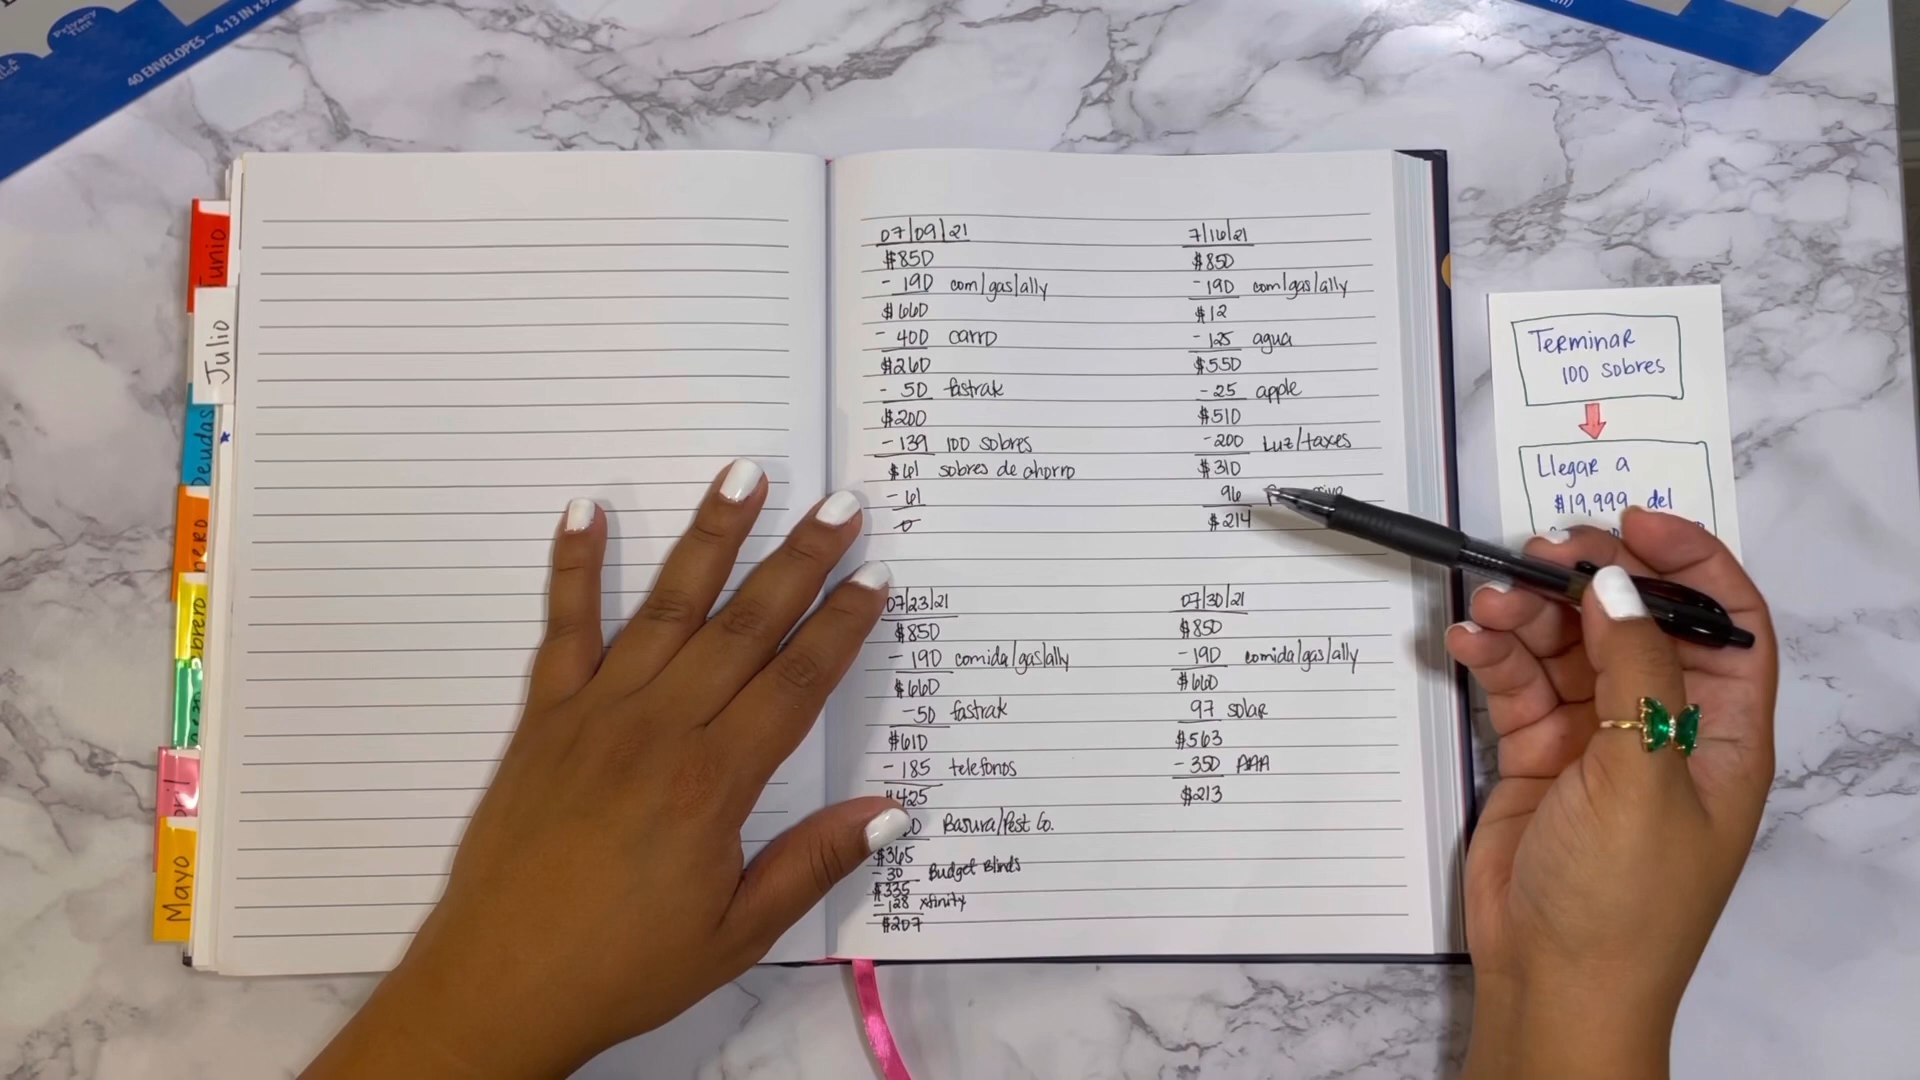 Privacy
Tint
40 ENVELOPES – 4.13 IN x
Junio
Julio
Deudas
Mayo
07/09/21
$850
- 190 com/gas/ally
$660
- 400 carro
$260
- 50 fastrak
$200
- 139 100 sobres
$61 sobres de ahorro
- 61
0
7/16/21
$850
- 190 com/gas/ally
$12
- 125 agua
$550
- 25 apple
$510
- 200 Luz/taxes
$310
96
$214
07/23/21
$850
- 190 comida/gas/ally
$660
- 50 fastrak
$610
- 185 telefonos
$425
Basura/Pest Co.
$365
- 30 Budget Blinds
$335
- 128 xfinity
$207
07/30/21
$850
- 190 comida/gas/ally
$660
97 solar
$563
- 350 AAA
$213
Terminar
100 sobres
Llegar a
$19,999 del